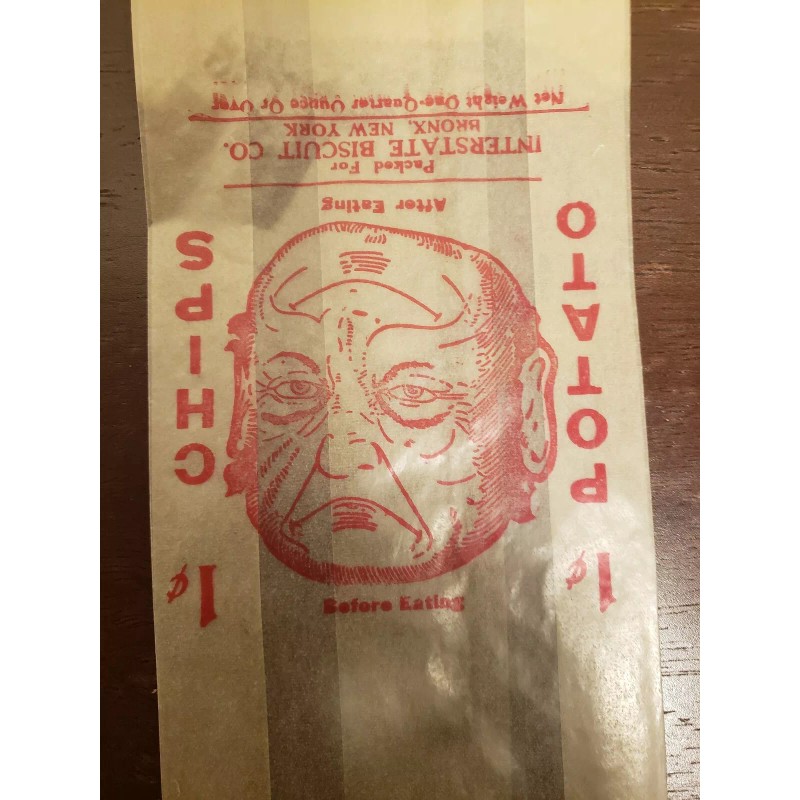 Before Eating
POTATO
CHIPS
1¢
1¢
After Eating
Packed For
INTERSTATE BISCUIT CO.
BRONX, NEW YORK
Net Weight One-Quarter Ounce Or Over